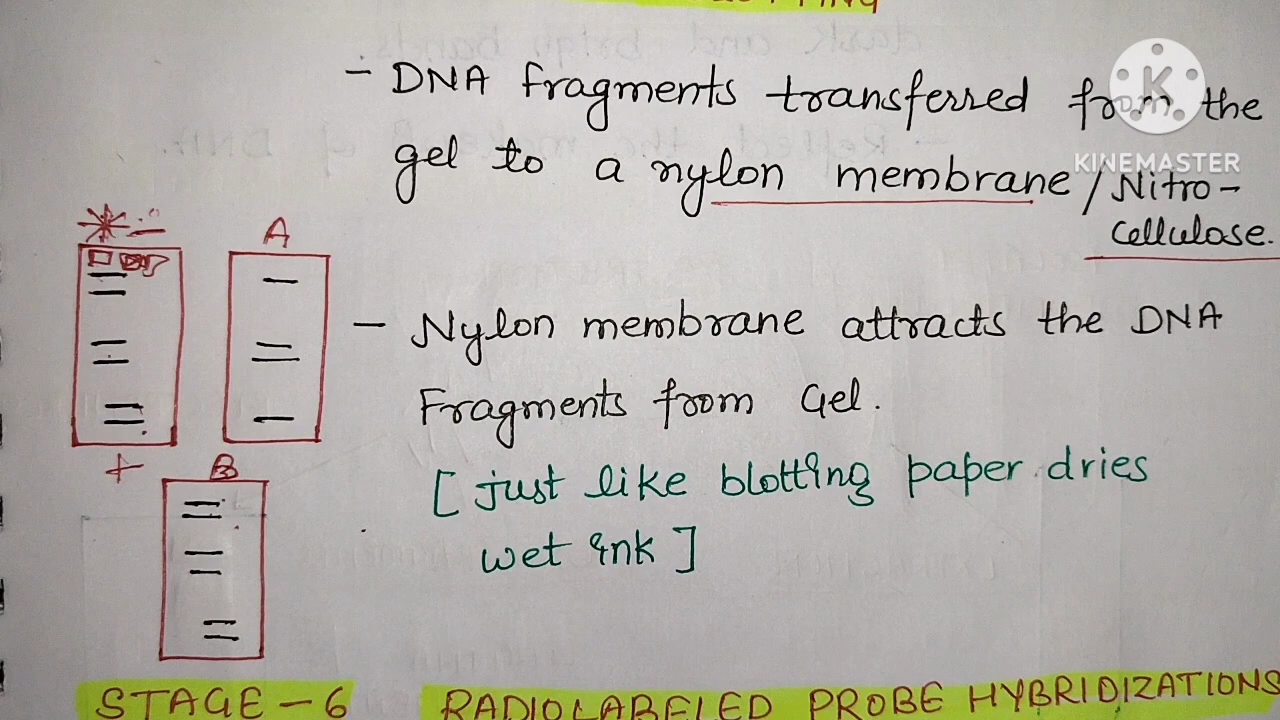 - DNA fragments transferred from the
gel to a nylon membrane / Nitro-
cellulose.
A
- Nylon membrane attracts the DNA
Fragments from Gel.
+
B
[ just like blotting paper dries
wet ink ]
STAGE - 6 RADIOLABELED PROBE HYBRIDIZATIONS
K
KINEMASTER